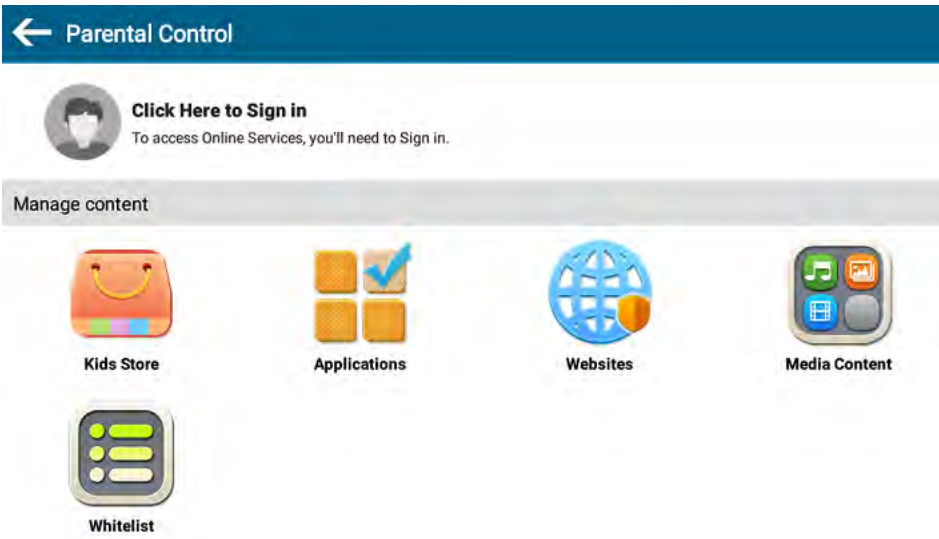 Parental Control
Click Here to Sign in
To access Online Services, you'll need to Sign in.
Manage content
Kids Store
Applications
Websites
Media Content
Whitelist